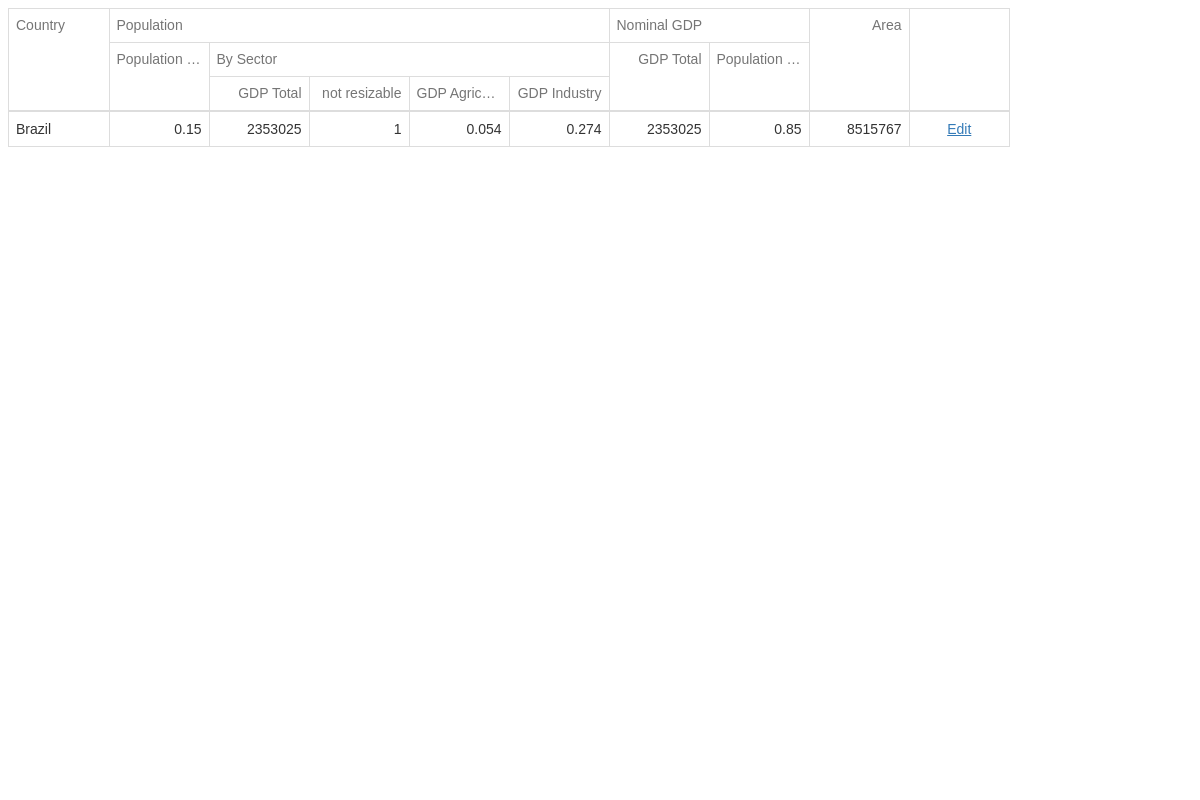 Country Population Nominal GDP Area
Population … By Sector GDP Total Population …
GDP Total not resizable GDP Agric… GDP Industry
Brazil 0.15 2353025 1 0.054 0.274 2353025 0.85 8515767 Edit